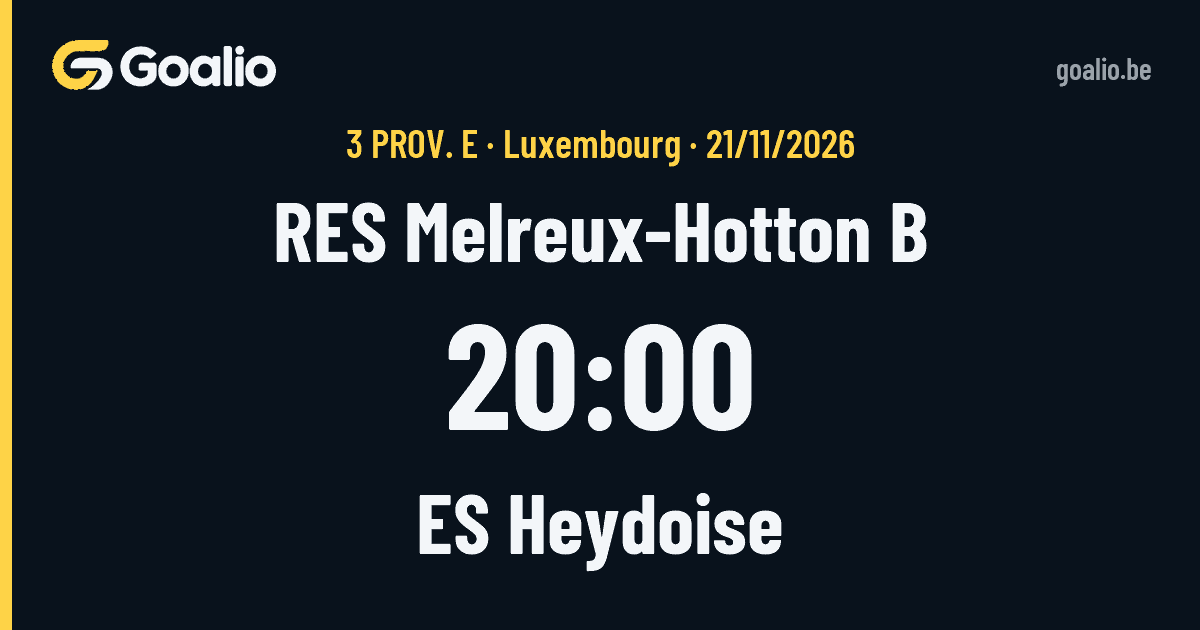 Goalio
goalio.be
3 PROV. E · Luxembourg · 21/11/2026
RES Melreux-Hotton B
20:00
ES Heydoise